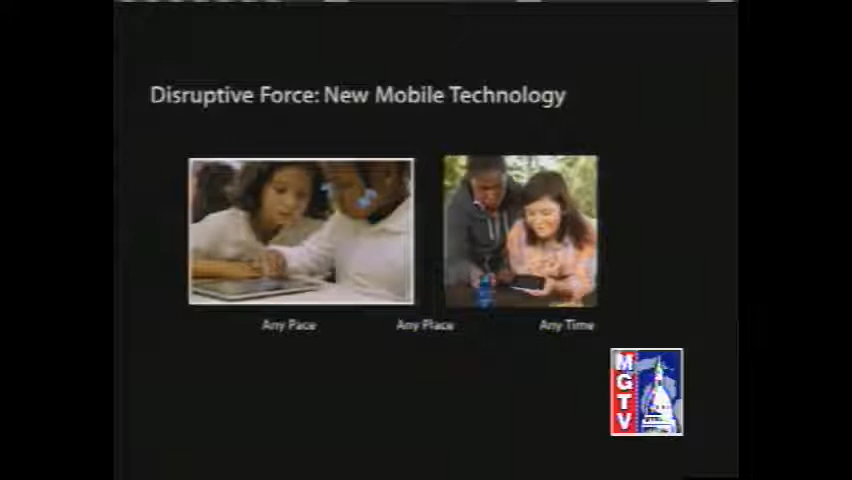 Disruptive Force: New Mobile Technology
Any Pace
Any Place
Any Time
MGTV